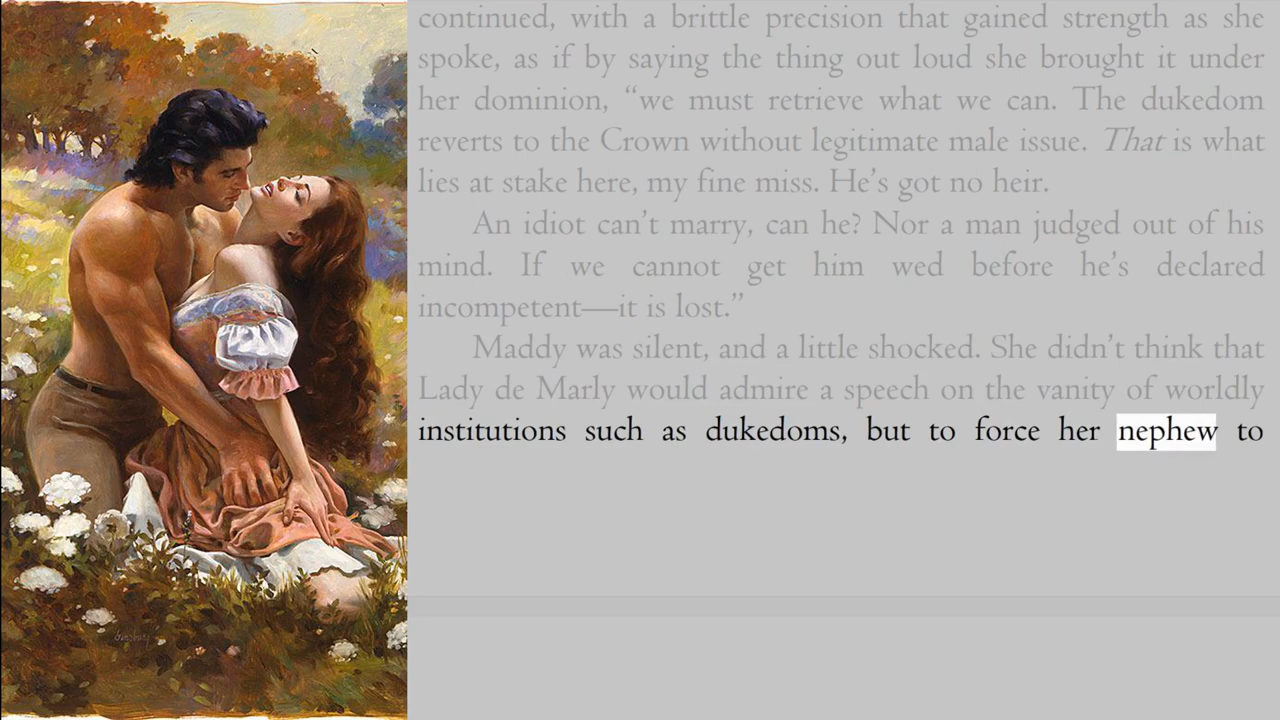 continued, with a brittle precision that gained strength as she
spoke, as if by saying the thing out loud she brought it under
her dominion, “we must retrieve what we can. The dukedom
reverts to the Crown without legitimate male issue. That is what
lies at stake here, my fine miss. He’s got no heir.
An idiot can’t marry, can he? Nor a man judged out of his
mind. If we cannot get him wed before he’s declared
incompetent—it is lost.”
Maddy was silent, and a little shocked. She didn’t think that
Lady de Marly would admire a speech on the vanity of worldly
institutions such as dukedoms, but to force her nephew to